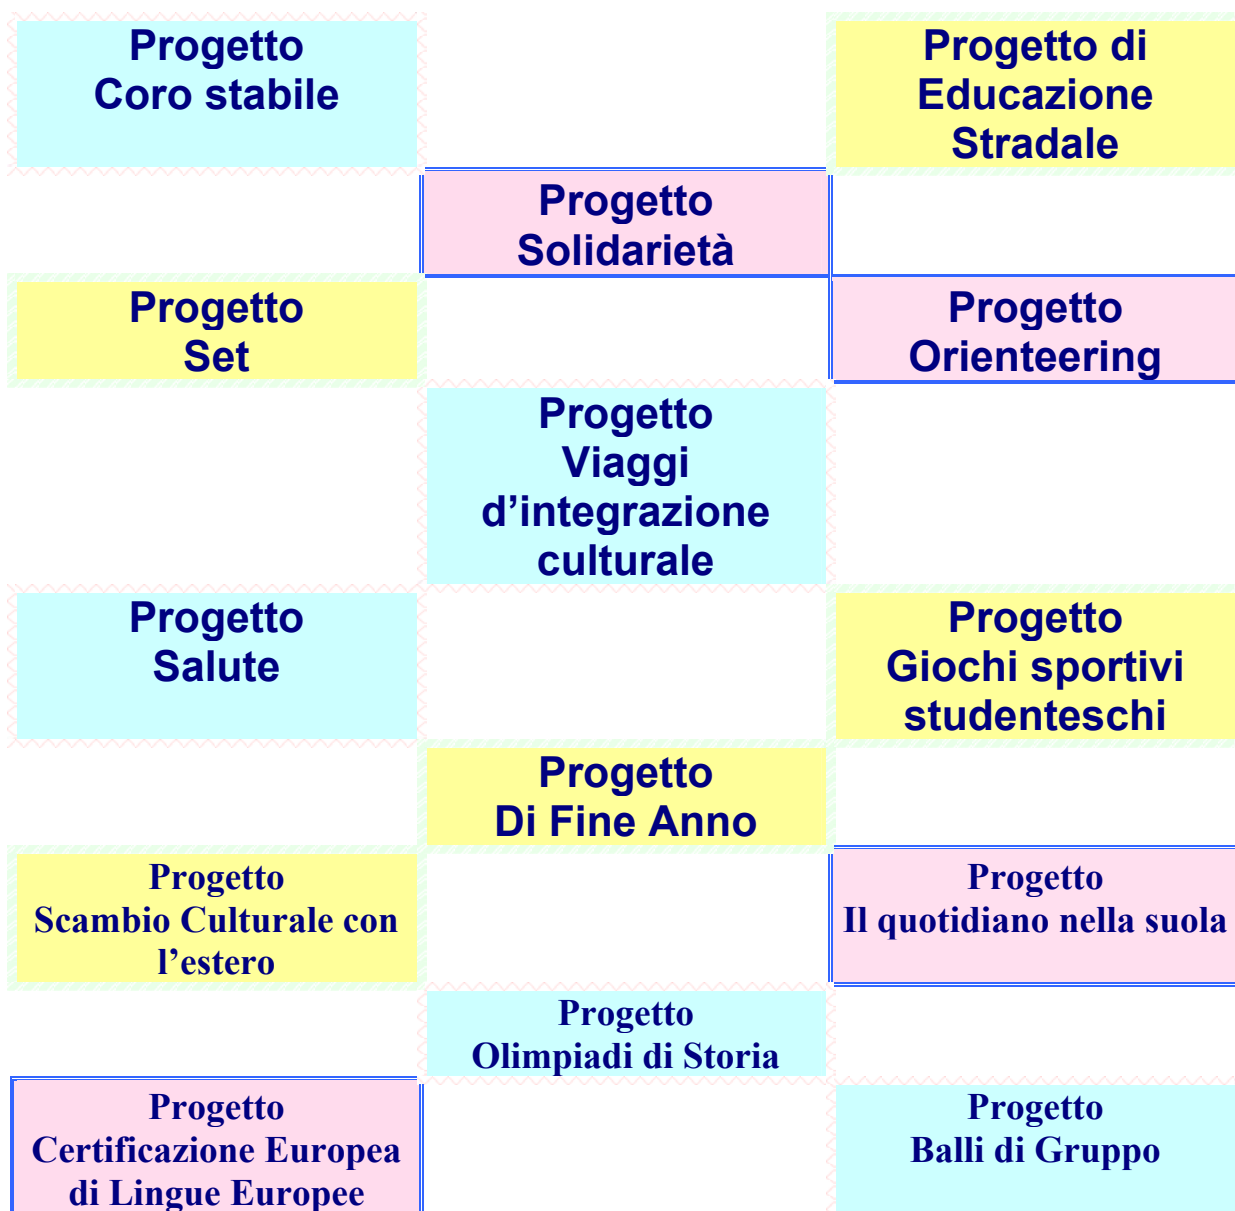 Progetto
Coro stabile
Progetto di
Educazione
Stradale
Progetto
Solidarietà
Progetto
Set
Progetto
Orienteering
Progetto
Viaggi
d’integrazione
culturale
Progetto
Salute
Progetto
Giochi sportivi
studenteschi
Progetto
Di Fine Anno
Progetto
Scambio Culturale con
l’estero
Progetto
Il quotidiano nella suola
Progetto
Olimpiadi di Storia
Progetto
Certificazione Europea
di Lingue Europee
Progetto
Balli di Gruppo